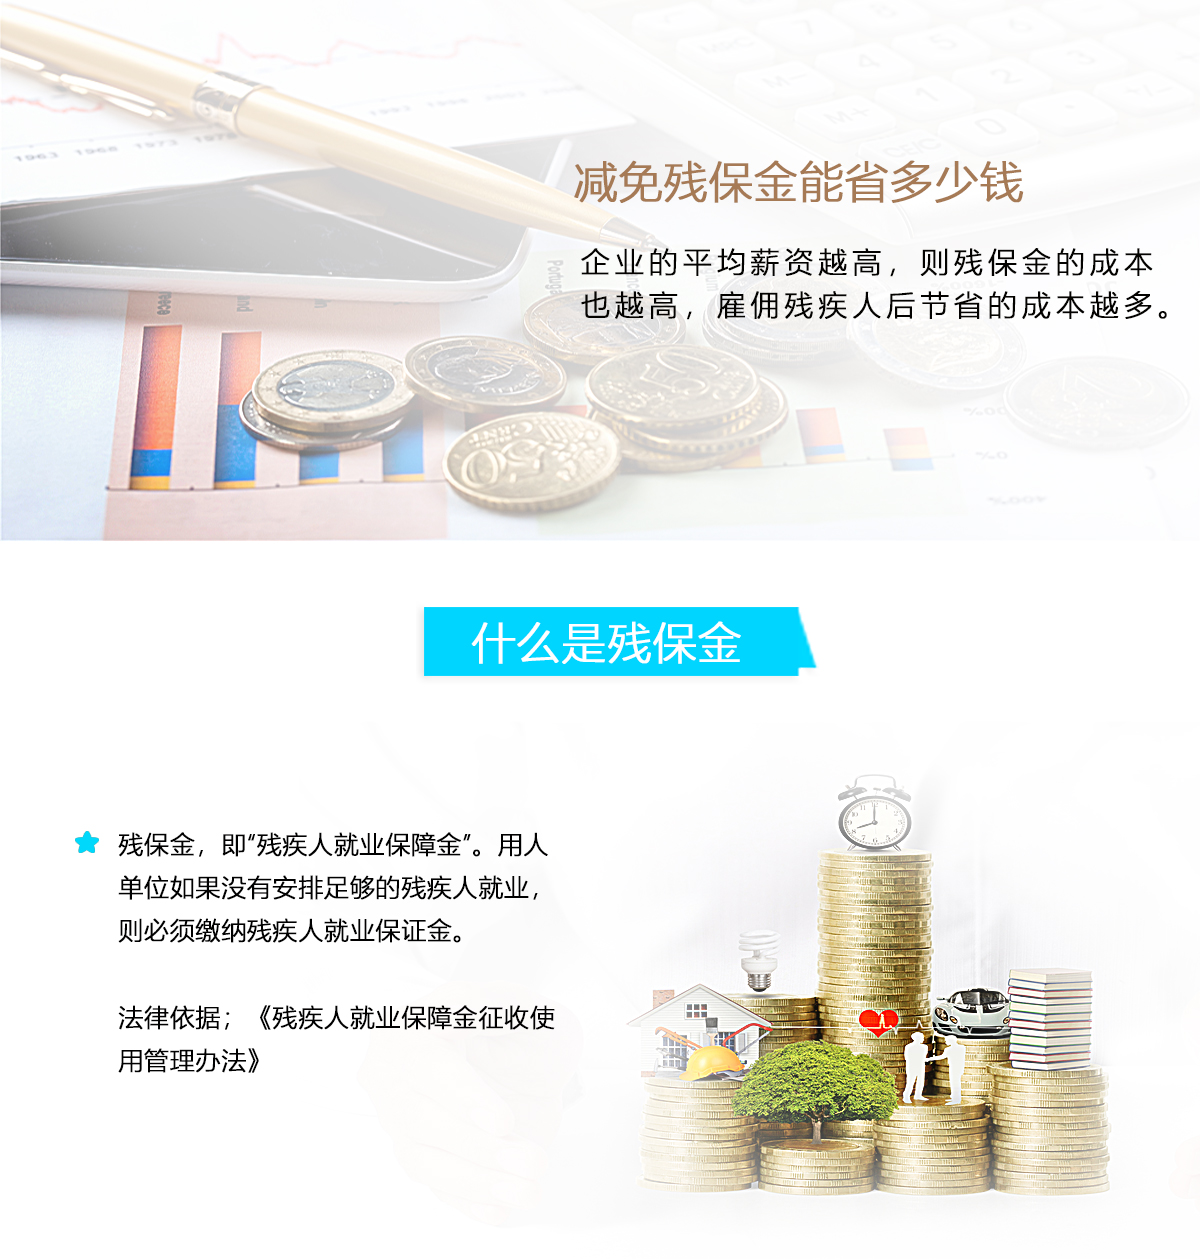 减免残保金能省多少钱
企业的平均薪资越高，则残保金的成本
也越高，雇佣残疾人后节省的成本越多。
什么是残保金
残保金，即“残疾人就业保障金”。用人
单位如果没有安排足够的残疾人就业，
则必须缴纳残疾人就业保证金。
法律依据；《残疾人就业保障金征收使
用管理办法》